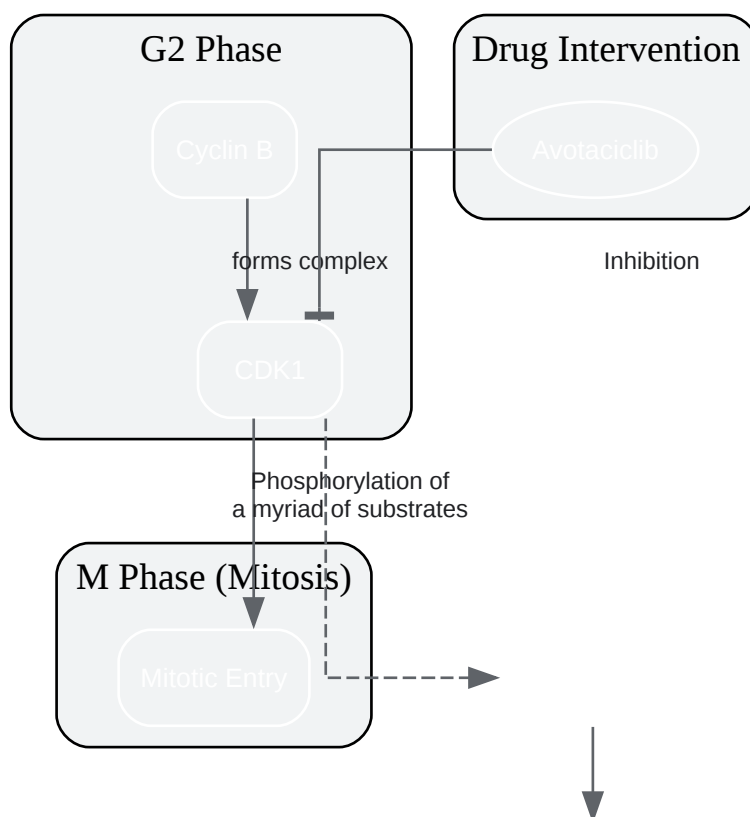 G2 Phase
Drug Intervention
Cyclin B
Avotaciclib
forms complex
Inhibition
CDK1
Phosphorylation of
a myriad of substrates
M Phase (Mitosis)
Mitotic Entry